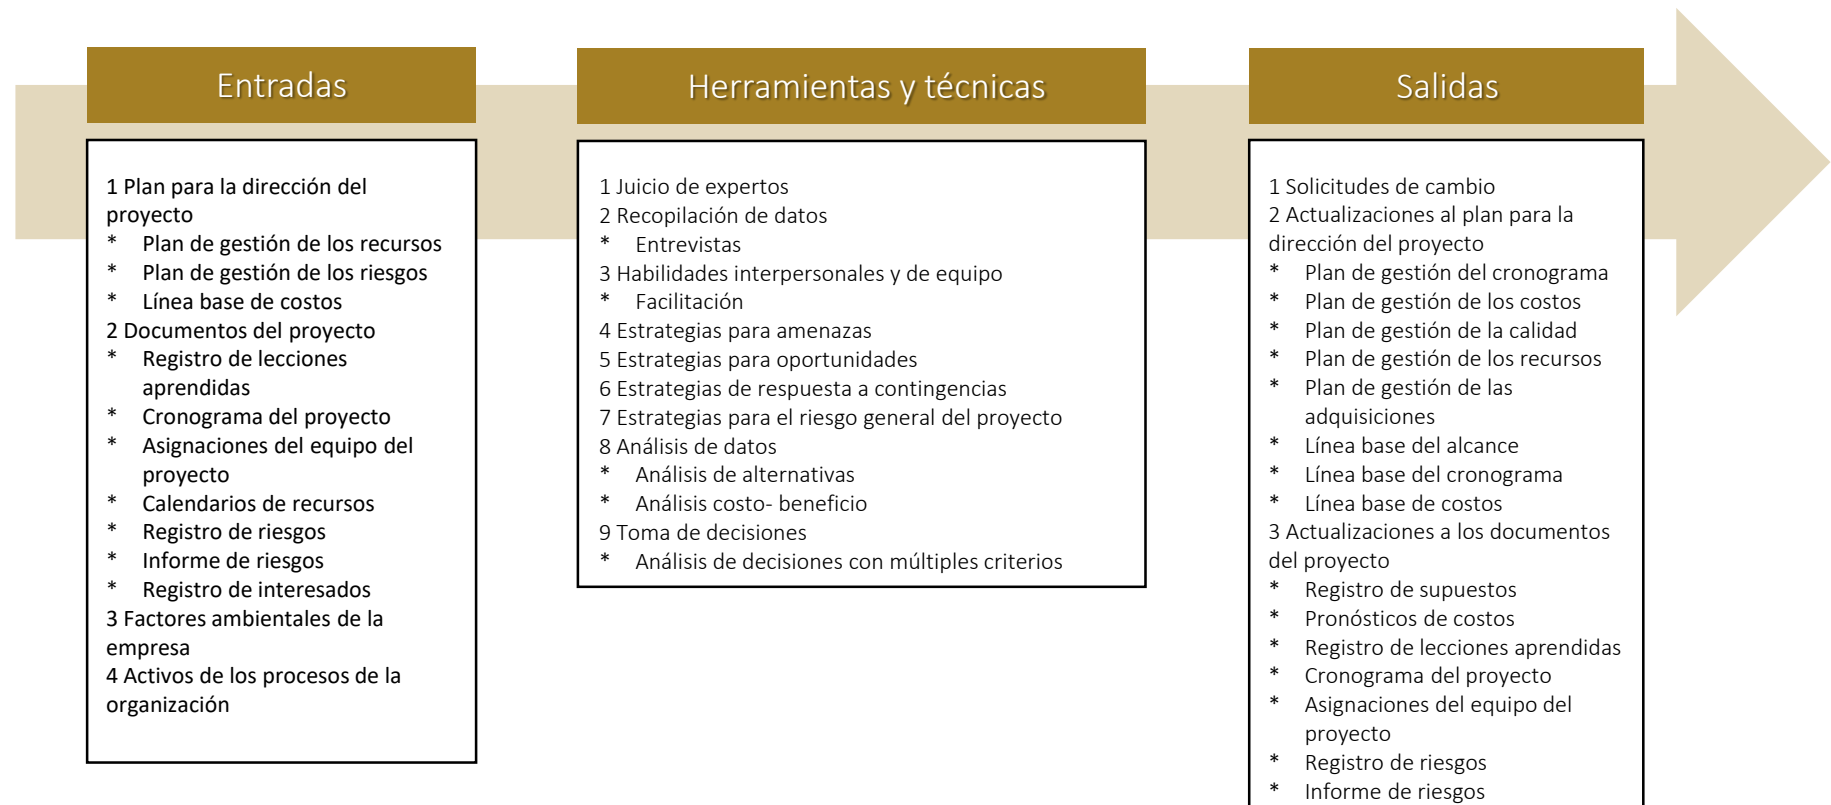 Entradas
1 Plan para la dirección del
proyecto
* Plan de gestión de los recursos
* Plan de gestión de los riesgos
* Línea base de costos
2 Documentos del proyecto
* Registro de lecciones
aprendidas
* Cronograma del proyecto
* Asignaciones del equipo del
proyecto
* Calendarios de recursos
* Registro de riesgos
* Informe de riesgos
* Registro de interesados
3 Factores ambientales de la
empresa
4 Activos de los procesos de la
organización
Herramientas y técnicas
1 Juicio de expertos
2 Recopilación de datos
* Entrevistas
3 Habilidades interpersonales y de equipo
* Facilitación
4 Estrategias para amenazas
5 Estrategias para oportunidades
6 Estrategias de respuesta a contingencias
7 Estrategias para el riesgo general del proyecto
8 Análisis de datos
* Análisis de alternativas
* Análisis costo- beneficio
9 Toma de decisiones
* Análisis de decisiones con múltiples criterios
Salidas
1 Solicitudes de cambio
2 Actualizaciones al plan para la
dirección del proyecto
* Plan de gestión del cronograma
* Plan de gestión de los costos
* Plan de gestión de la calidad
* Plan de gestión de los recursos
* Plan de gestión de las
adquisiciones
* Línea base del alcance
* Línea base del cronograma
* Línea base de costos
3 Actualizaciones a los documentos
del proyecto
* Registro de supuestos
* Pronósticos de costos
* Registro de lecciones aprendidas
* Cronograma del proyecto
* Asignaciones del equipo del
proyecto
* Registro de riesgos
* Informe de riesgos